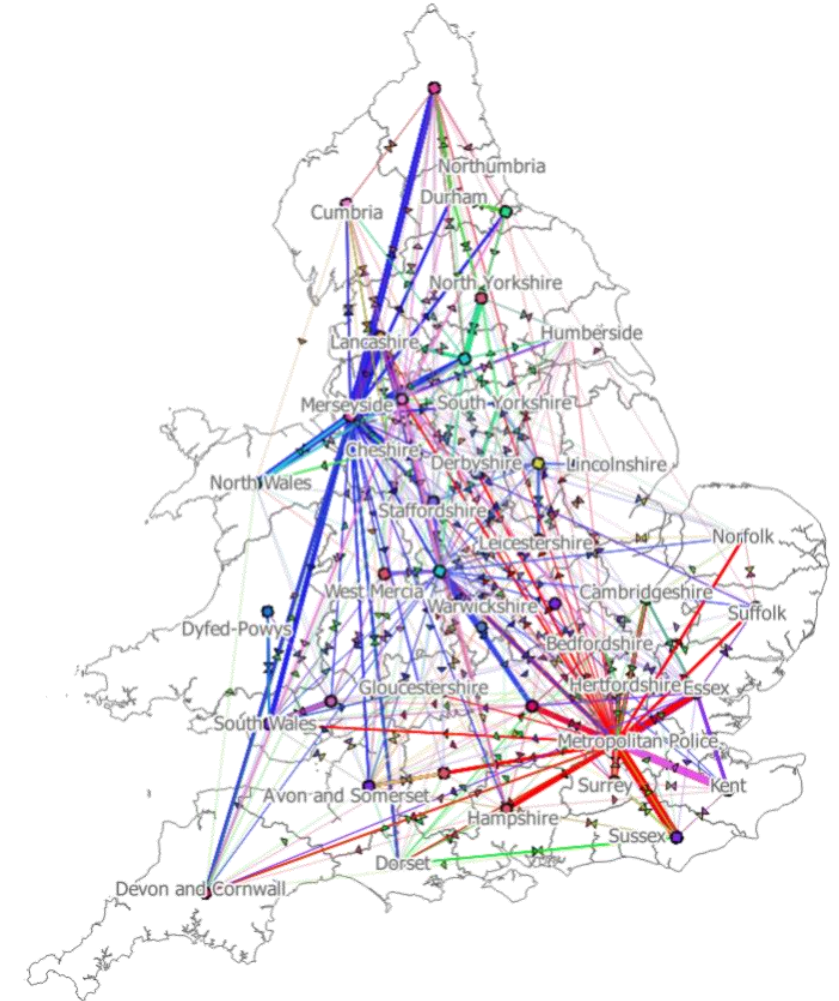 Northumbria
Durham
Cumbria
North Yorkshire
Humberside
Lancashire
Merseyside
South Yorkshire
Cheshire
Derbyshire
Lincolnshire
North Wales
Staffordshire
Norfolk
Leicestershire
West Mercia
Cambridgeshire
Warwickshire
Suffolk
Dyfed-Powys
Bedfordshire
Gloucestershire
Hertfordshire
Essex
South Wales
Metropolitan Police
Avon and Somerset
Surrey
Kent
Hampshire
Sussex
Dorset
Devon and Cornwall